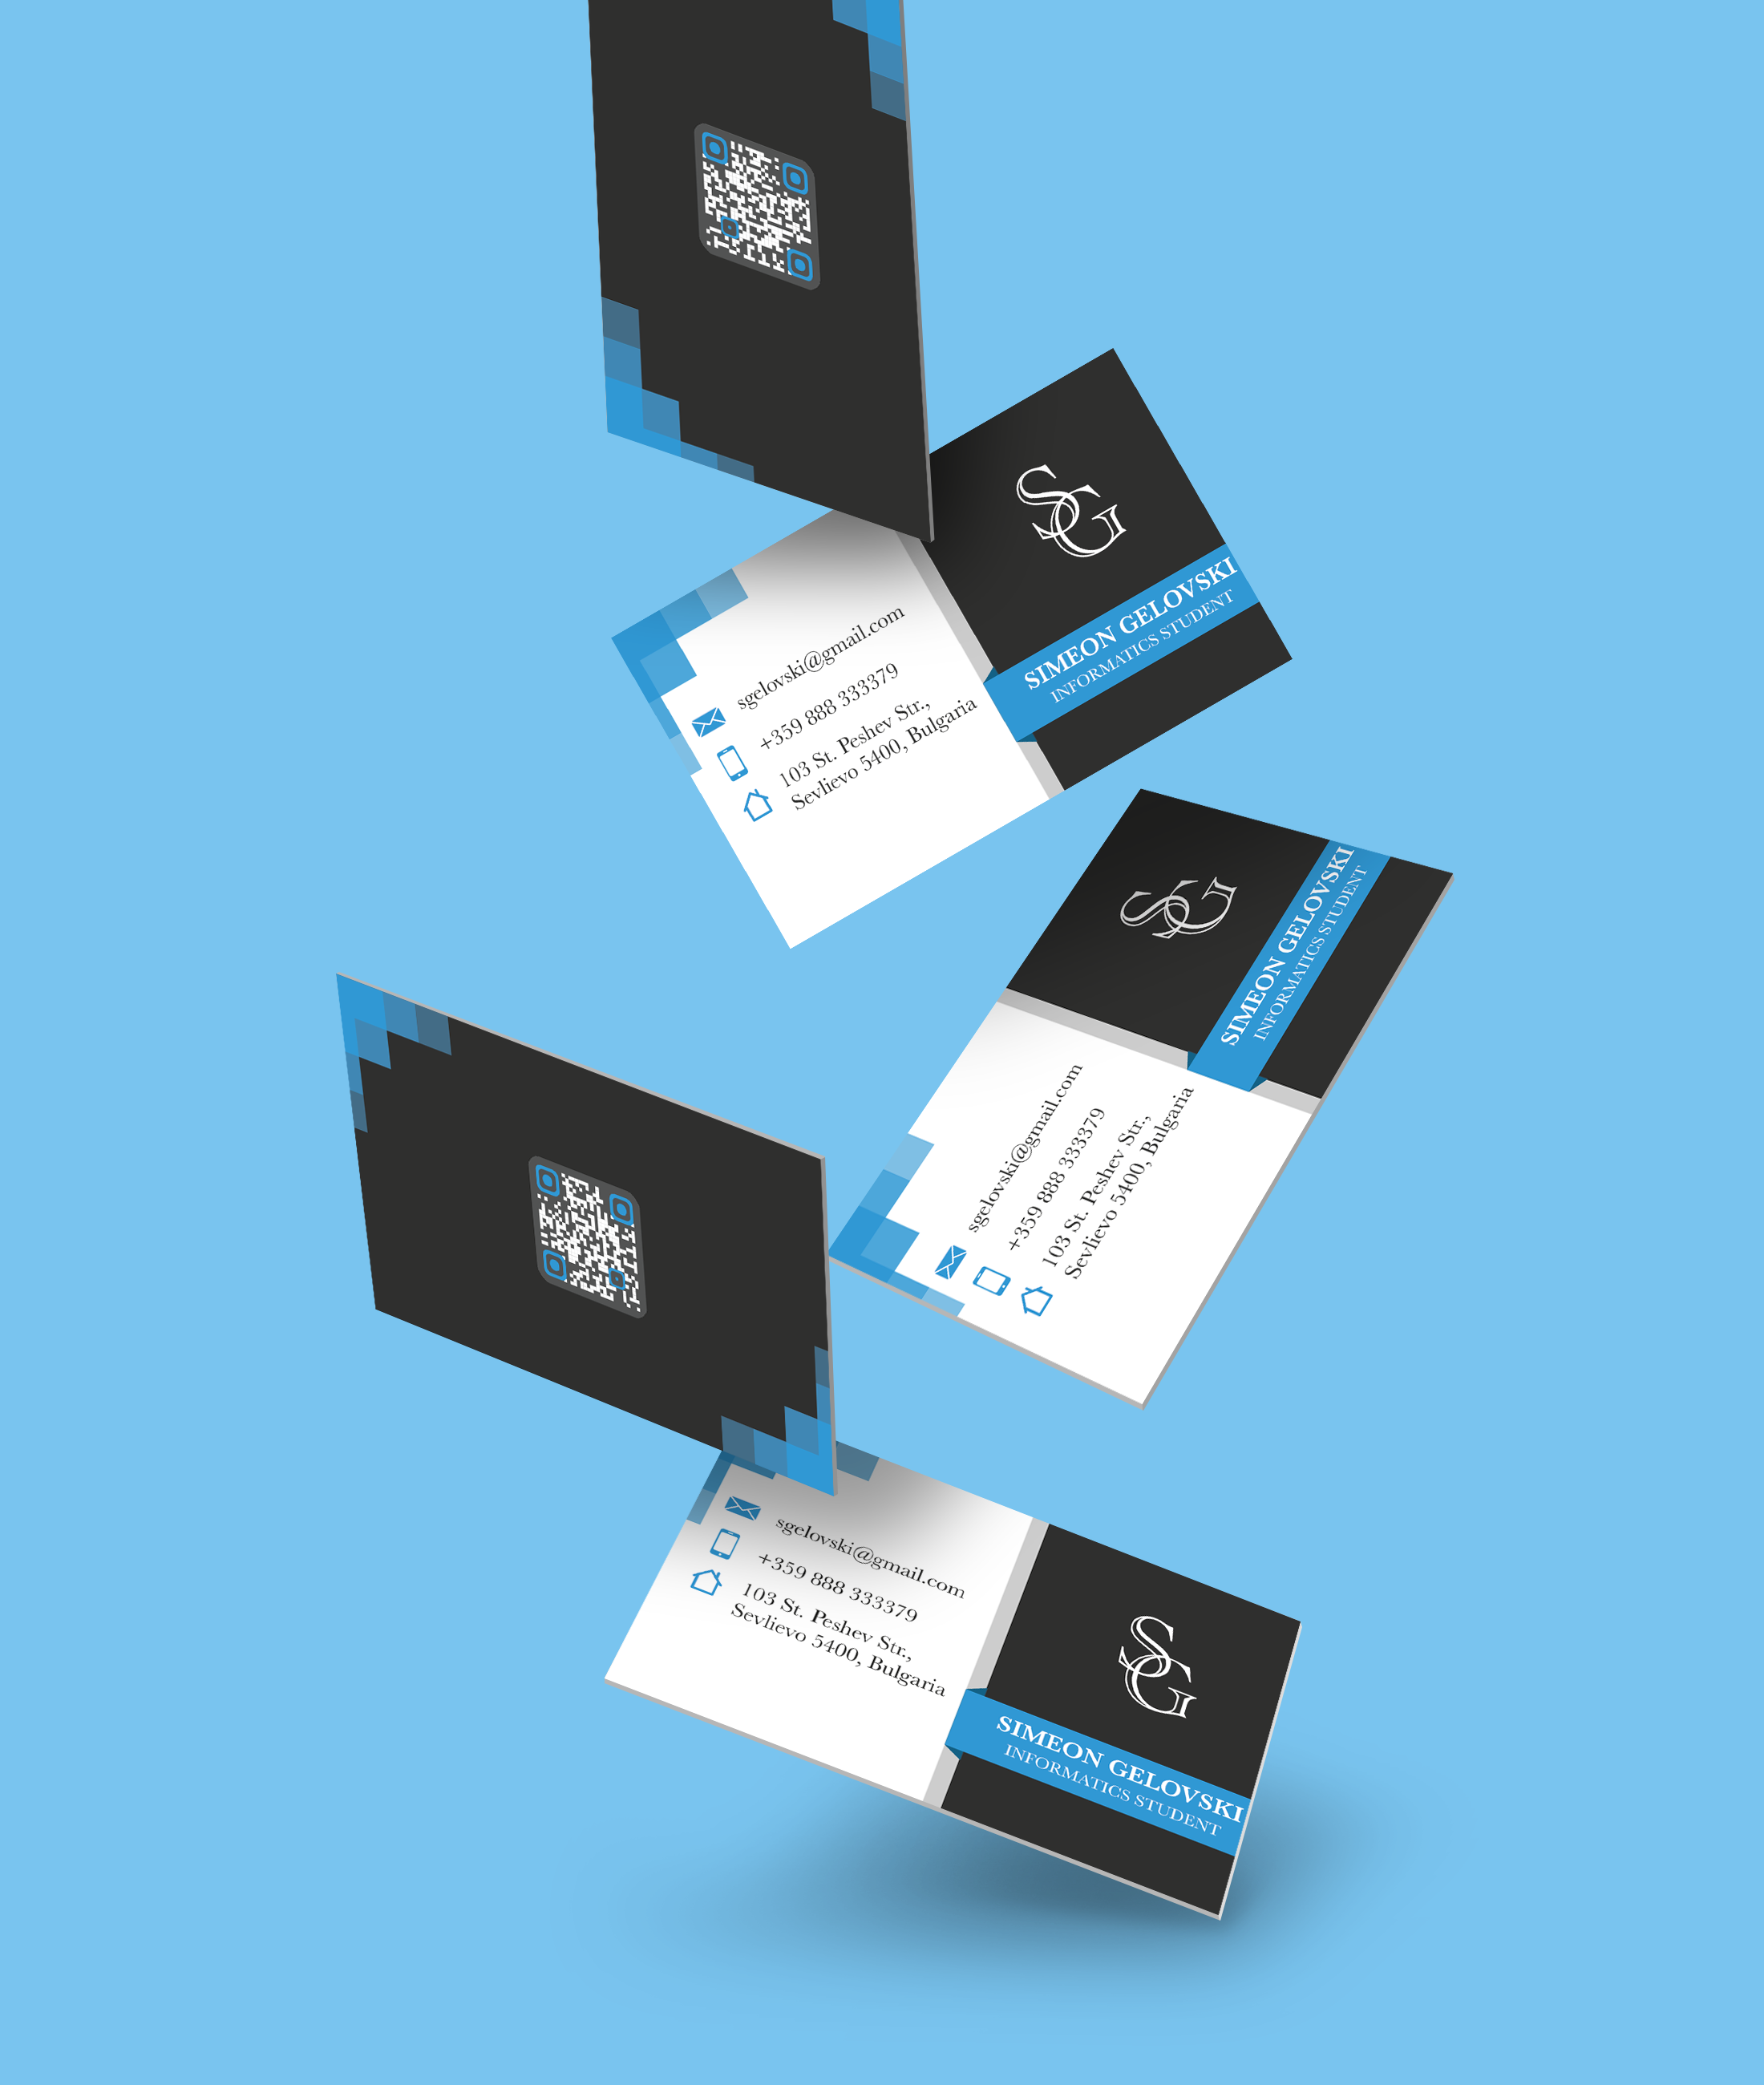 SG
SIMEON GELOVSKI
INFORMATICS STUDENT
sgelovski@gmail.com
+359 888 333379
103 St. Peshev Str.,
Sevlievo 5400, Bulgaria
SG
SIMEON GELOVSKI
INFORMATICS STUDENT
sgelovski@gmail.com
+359 888 333379
103 St. Peshev Str.,
Sevlievo 5400, Bulgaria
sgelovski@gmail.com
+359 888 333379
103 St. Peshev Str.,
Sevlievo 5400, Bulgaria
SG
SIMEON GELOVSKI
INFORMATICS STUDENT